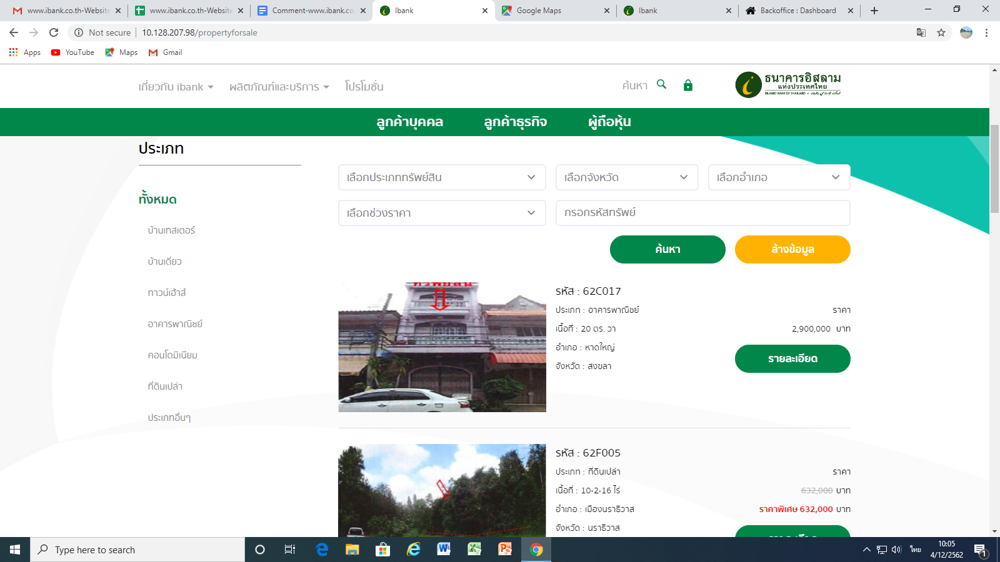 www.ibank.co.th-Website
www.ibank.co.th-Website
Comment-www.ibank.co.
Ibank
Google Maps
Ibank
Backoffice : Dashboard
Not secure
10.128.207.98/propertyforsale
Apps
YouTube
Maps
Gmail
เกี่ยวกับ ibank
ผลิตภัณฑ์และบริการ
โปรโมชั่น
ค้นหา
ธนาคารอิสลาม
แห่งประเทศไทย
ISLAMIC BANK OF THAILAND
ลูกค้าบุคคล
ลูกค้าธุรกิจ
ผู้ถือหุ้น
ประเภท
ทั้งหมด
บ้านเทสเตอร์
บ้านเดี่ยว
ทาวน์เฮ้าส์
อาคารพาณิชย์
คอนโดมิเนียม
ที่ดินเปล่า
ประเภทอื่นๆ
เลือกประเภททรัพย์สิน
เลือกจังหวัด
เลือกอำเภอ
เลือกช่วงราคา
กรอกรหัสทรัพย์
ค้นหา
ล้างข้อมูล
รหัส : 62C017
ประเภท : อาคารพาณิชย์
ราคา
เนื้อที่ : 20 ตร. วา
2,900,000 บาท
อำเภอ : หาดใหญ่
จังหวัด : สงขลา
รายละเอียด
รหัส : 62F005
ประเภท : ที่ดินเปล่า
ราคา
เนื้อที่ : 10-2-16 ไร่
632,000 บาท
อำเภอ : เมืองนราธิวาส
ราคาพิเศษ 632,000 บาท
จังหวัด : นราธิวาส
Type here to search
ไทย
10:05
4/12/2562
1